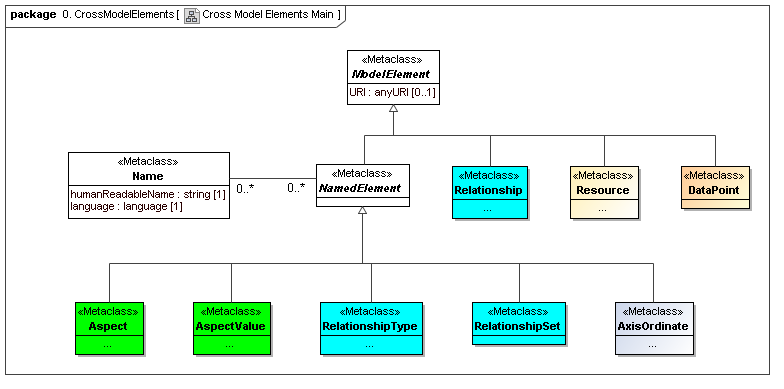 package 0. CrossModelElements [ Cross Model Elements Main ]
«Metaclass»
ModelElement
URI : anyURI [0..1]
«Metaclass»
Name
humanReadableName : string [1]
language : language [1]
0..*
0..*
«Metaclass»
NamedElement
«Metaclass»
Relationship
...
«Metaclass»
Resource
...
«Metaclass»
DataPoint
...
«Metaclass»
Aspect
...
«Metaclass»
AspectValue
...
«Metaclass»
RelationshipType
...
«Metaclass»
RelationshipSet
...
«Metaclass»
AxisOrdinate
...